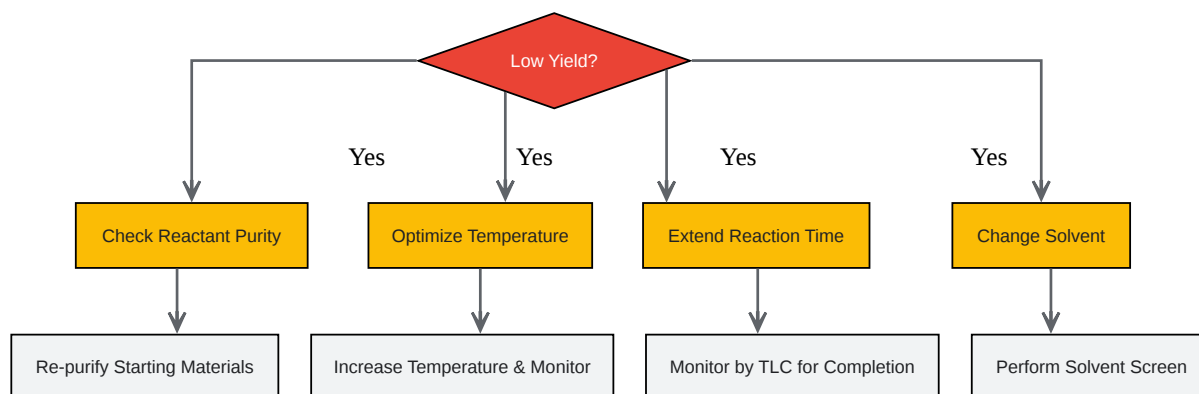 Low Yield?
Yes
Yes
Yes
Yes
Check Reactant Purity
Optimize Temperature
Extend Reaction Time
Change Solvent
Re-purify Starting Materials
Increase Temperature & Monitor
Monitor by TLC for Completion
Perform Solvent Screen